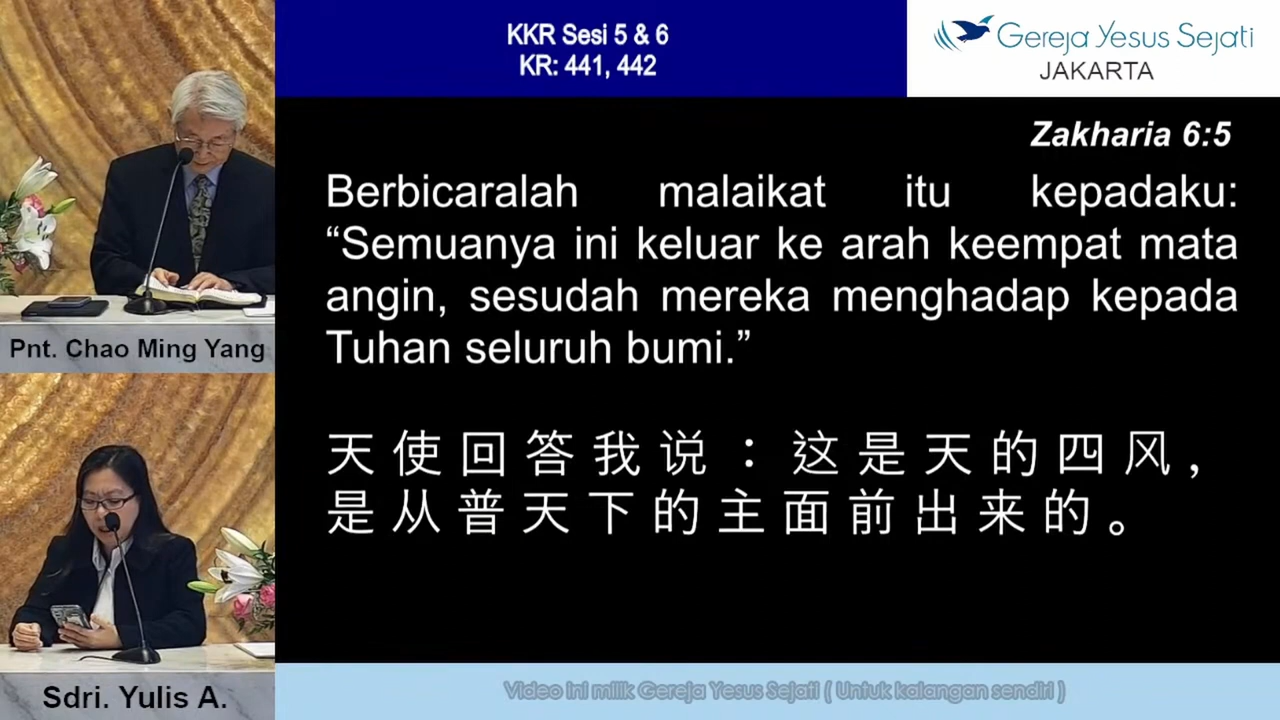 KKR Sesi 5 & 6
KR: 441, 442
Gereja Yesus Sejati
JAKARTA
Zakharia 6:5
Berbicaralah malaikat itu kepadaku:
“Semuanya ini keluar ke arah keempat mata
angin, sesudah mereka menghadap kepada
Tuhan seluruh bumi.”
天使回答我说：这是天的四风，
是从普天下的主面前出来的。
Pnt. Chao Ming Yang
Sdri. Yulis A.
Video ini milik Gereja Yesus Sejati ( Untuk kalangan sendiri )